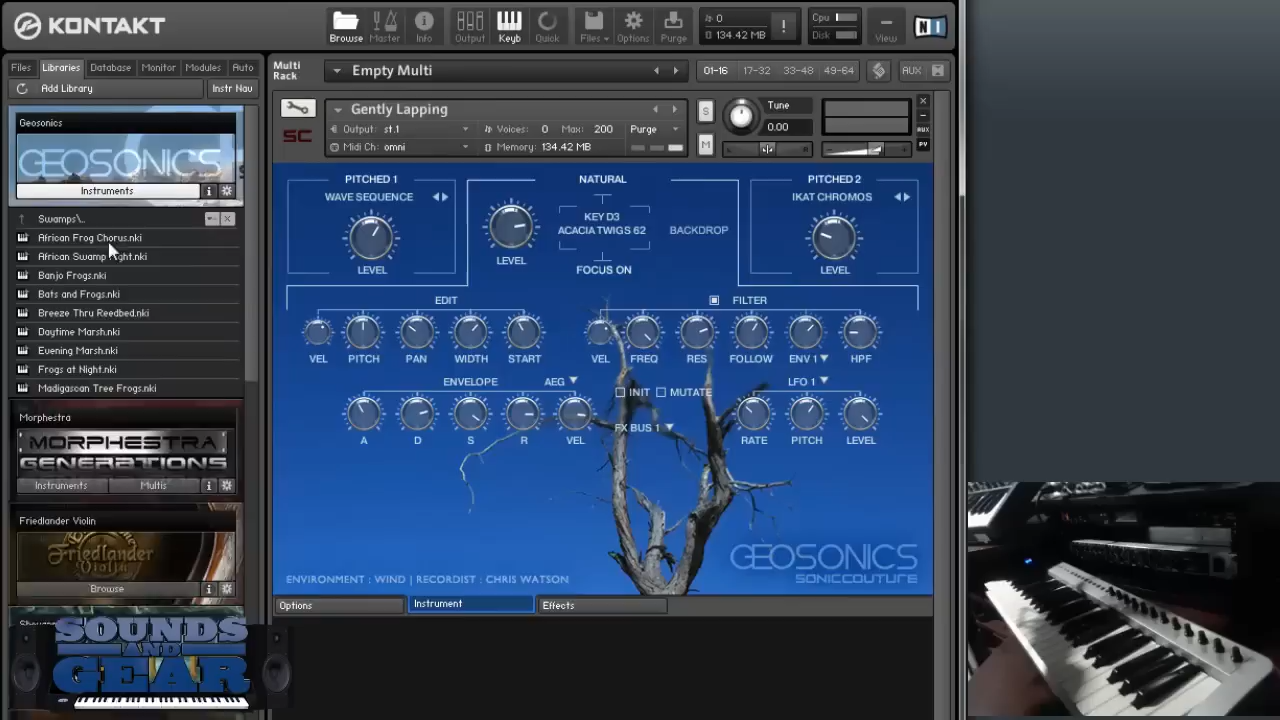 KONTAKT
Browse Master Info Output Keyb Quick Files Options Purge
0
134.42 MB
!
Cpu
Disk
View
NI
Files Libraries Database Monitor Modules Auto
Add Library Instr Nav
Multi Rack
Empty Multi
01-16 17-32 33-48 49-64 AUX
Geosonics
GEOSONICS
Instruments i
Swamps\..
African Frog Chorus.nki
African Swamp Night.nki
Banjo Frogs.nki
Bats and Frogs.nki
Breeze Thru Reedbed.nki
Daytime Marsh.nki
Evening Marsh.nki
Frogs at Night.nki
Madigascan Tree Frogs.nki
Morphestra
MORPHESTRA
GENERATIONS
Instruments Multis i
Friedlander Violin
Friedlander
Violin
Browse i
SOUNDS
AND
GEAR
Gently Lapping
SC
Output: st.1 Voices: 0 Max: 200 Purge
Midi Ch: omni Memory: 134.42 MB
S
M
Tune
0.00
AUX
PV
PITCHED 1 NATURAL PITCHED 2
WAVE SEQUENCE IKAT CHROMOS
KEY D3
ACACIA TWIGS 62
BACKDROP
LEVEL LEVEL LEVEL
FOCUS ON
EDIT FILTER
VEL PITCH PAN WIDTH START VEL FREQ RES FOLLOW ENV 1 HPF
ENVELOPE AEG INIT MUTATE LFO 1
A D S R VEL FX BUS 1 RATE PITCH LEVEL
GEOSONICS
SONICCOUTURE
ENVIRONMENT : WIND | RECORDIST : CHRIS WATSON
Options Instrument Effects